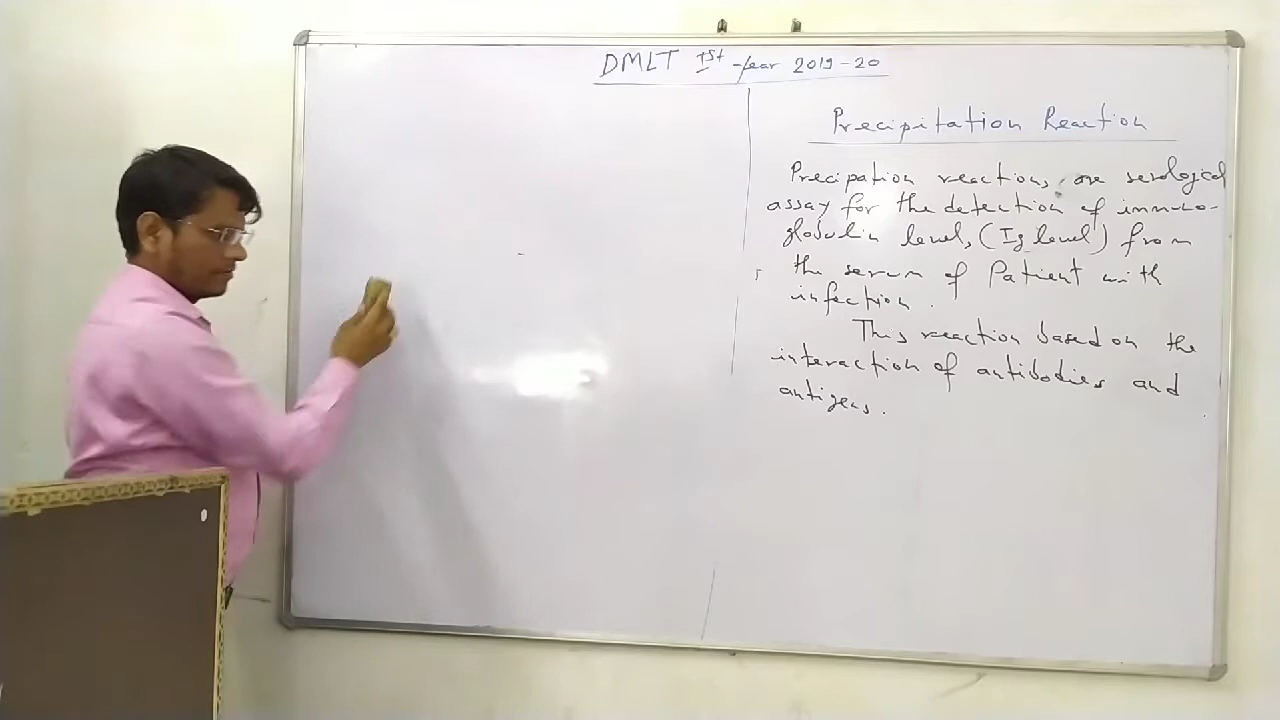 DMLT Ist year 2019-20
Precipitation Reaction
Precipation reactions, are serological
assay for the detection of immuno-
globulin level, (Ig level) from
the serum of Patient with
infection.
This reaction based on the
interaction of antibodies and
antigens.